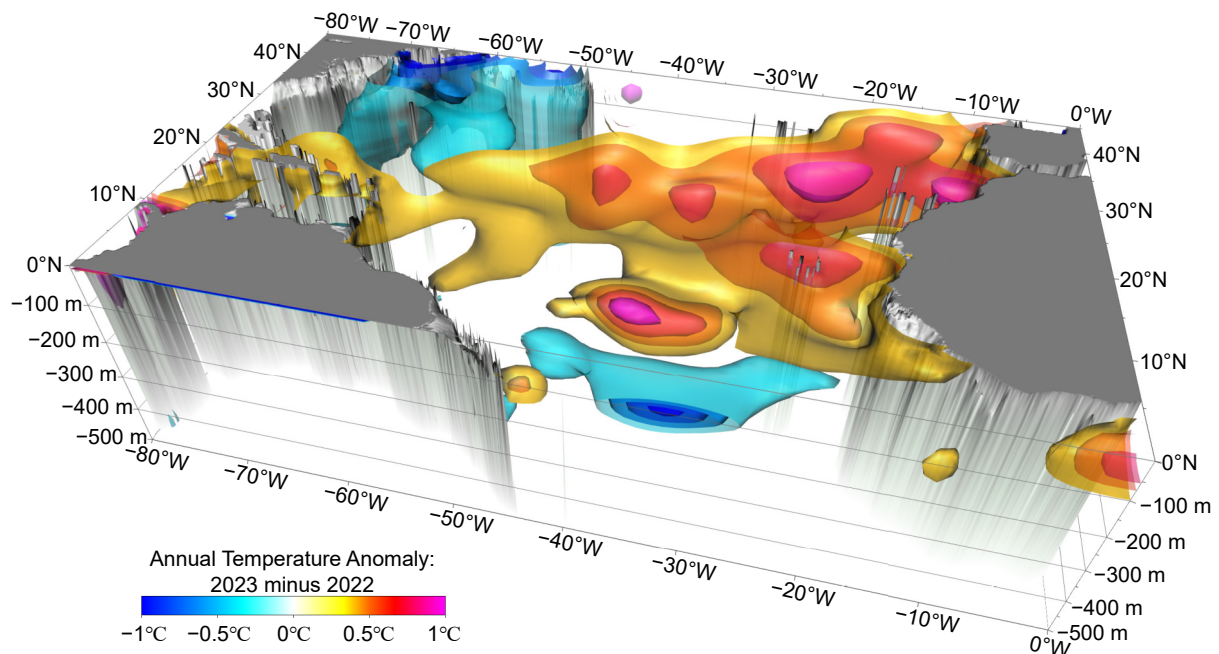 −80°W
−70°W
−60°W
−50°W
−40°W
−30°W
−20°W
−10°W
0°W
40°N
30°N
20°N
10°N
0°N
40°N
30°N
20°N
10°N
0°N
−100 m
−200 m
−300 m
−400 m
−500 m
−100 m
−200 m
−300 m
−400 m
−500 m
−80°W
−70°W
−60°W
−50°W
−40°W
−30°W
−20°W
−10°W
0°W
Annual Temperature Anomaly:
2023 minus 2022
−1℃ −0.5℃ 0℃ 0.5℃ 1℃